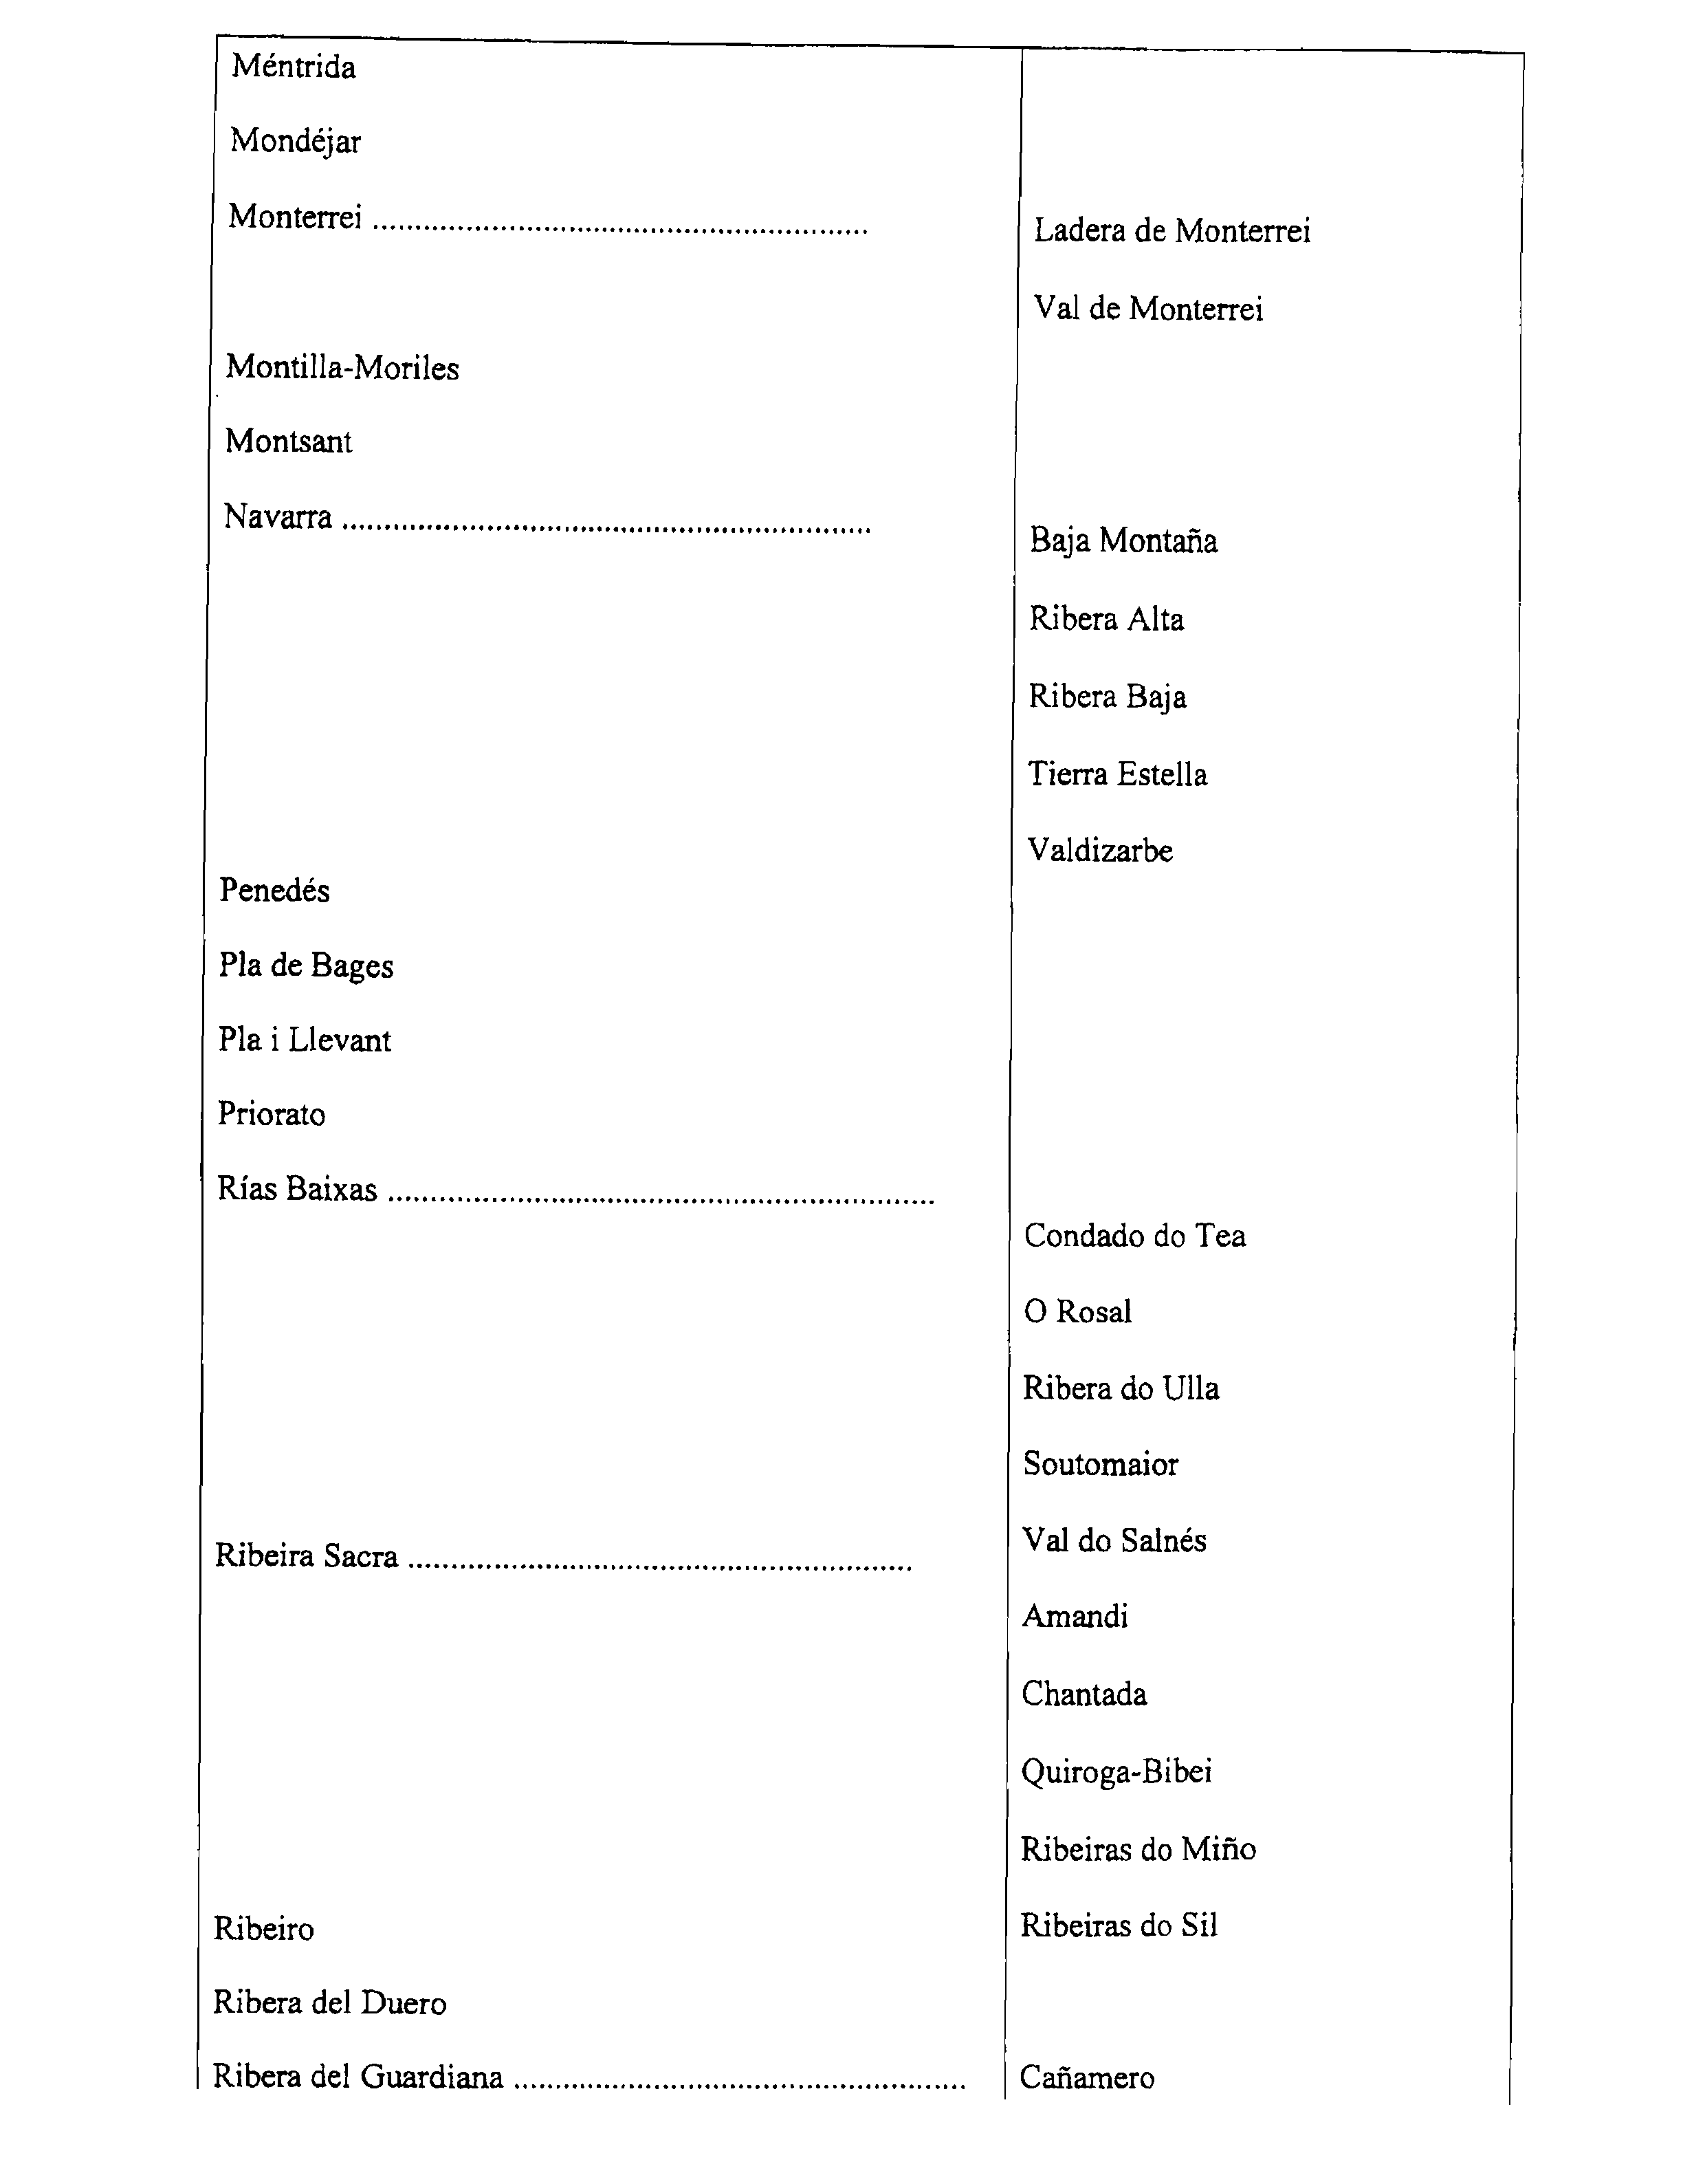 Méntrida
Mondéjar
Monterrei ............................................................ Ladera de Monterrei
Val de Monterrei
Montilla-Moriles
Montsant
Navarra ................................................................ Baja Montaña
Ribera Alta
Ribera Baja
Tierra Estella
Valdizarbe
Penedés
Pla de Bages
Pla i Llevant
Priorato
Rías Baixas ..................................................................
Condado do Tea
O Rosal
Ribera do Ulla
Soutomaior
Val do Salnés
Ribeira Sacra .............................................................
Amandi
Chantada
Quiroga-Bibei
Ribeiras do Miño
Ribeiras do Sil
Ribeiro
Ribera del Duero
Ribera del Guardiana ...................................................... Cañamero